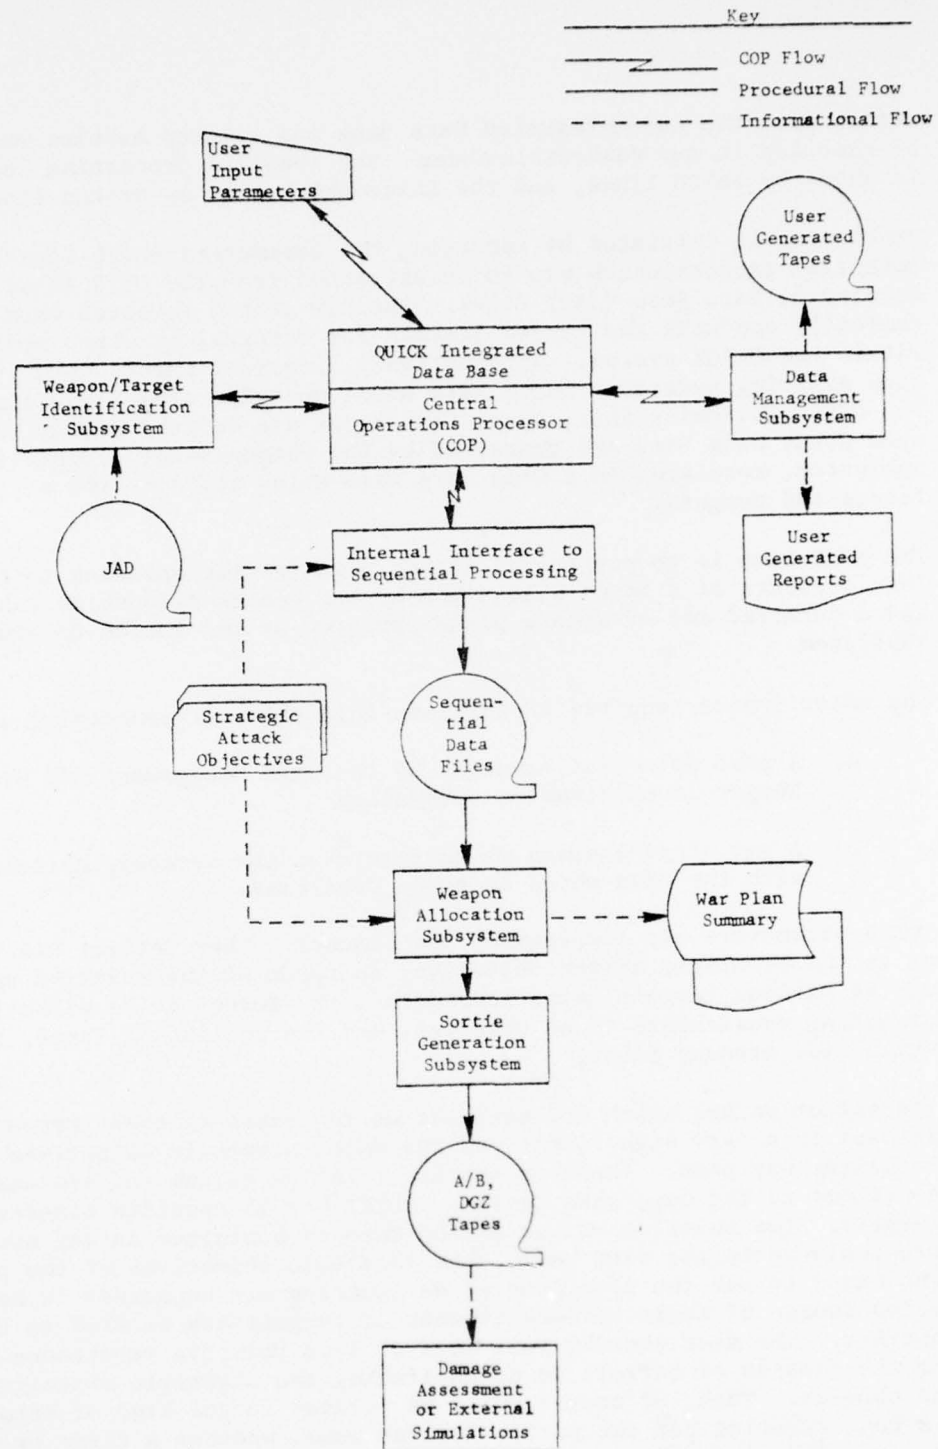 Key
COP Flow
Procedural Flow
Informational Flow
User
Input
Parameters
User
Generated
Tapes
QUICK Integrated
Data Base
Central
Operations Processor
(COP)
Weapon/Target
Identification
Subsystem
Data
Management
Subsystem
JAD
Internal Interface to
Sequential Processing
User
Generated
Reports
Strategic
Attack
Objectives
Sequen-
tial
Data
Files
Weapon
Allocation
Subsystem
War Plan
Summary
Sortie
Generation
Subsystem
A/B,
DGZ
Tapes
Damage
Assessment
or External
Simulations